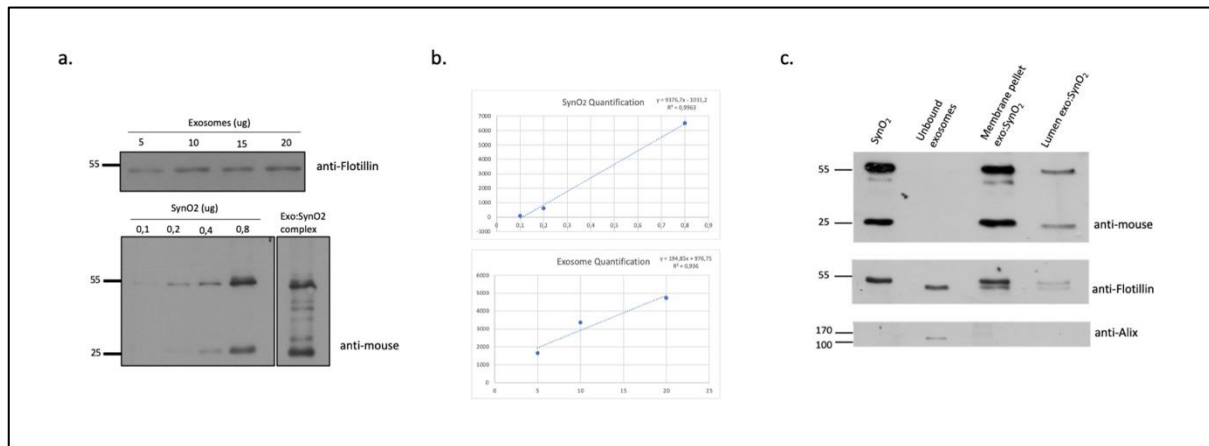 a.
Exosomes (ug)
5 10 15 20
55
anti-Flotillin
SynO2 (ug)
0,1 0,2 0,4 0,8
Exo:SynO2
complex
55
25
anti-mouse
b.
SynO2 Quantification
y = 9376,7x - 1031,2
R² = 0,9963
7000
6000
5000
4000
3000
2000
1000
0
-1000
0 0,1 0,2 0,3 0,4 0,5 0,6 0,7 0,8 0,9
Exosome Quantification
y = 194,85x + 976,75
R² = 0,936
6000
5000
4000
3000
2000
1000
0
0 5 10 15 20 25
c.
SynO₂
Unbound
exosomes
Membrane pellet
exo:SynO₂
Lumen exo:SynO₂
55
25
anti-mouse
55
anti-Flotillin
170
100
anti-Alix